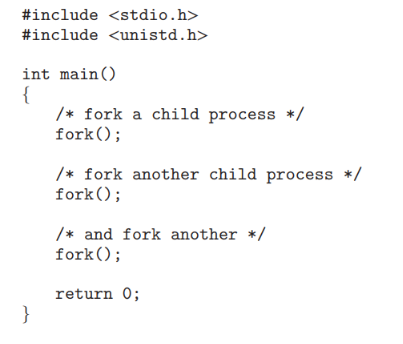 #include <stdio.h>
#include <unistd.h>
int main()
{
/* fork a child process */
fork();
/* fork another child process */
fork();
/* and fork another */
fork();
return 0;
}